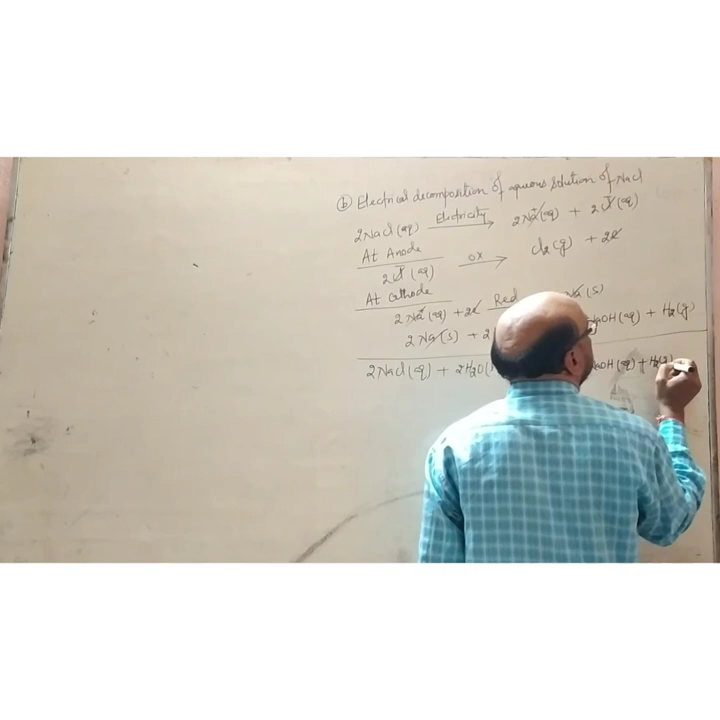 (b) Electrical decomposition of aqueous solution of NaCl
2NaCl (aq) Electricity → 2Na⁺(aq) + 2Cl⁻(aq)
At Anode
2Cl⁻ (aq) ox → Cl₂(g) + 2e
At Cathode
2Na⁺ (aq) + 2e Red Na (s)
2Na (s) + 2 NaOH (aq) + H₂(g)
2NaCl (aq) + 2H₂O( NaOH (aq) + H₂(g)